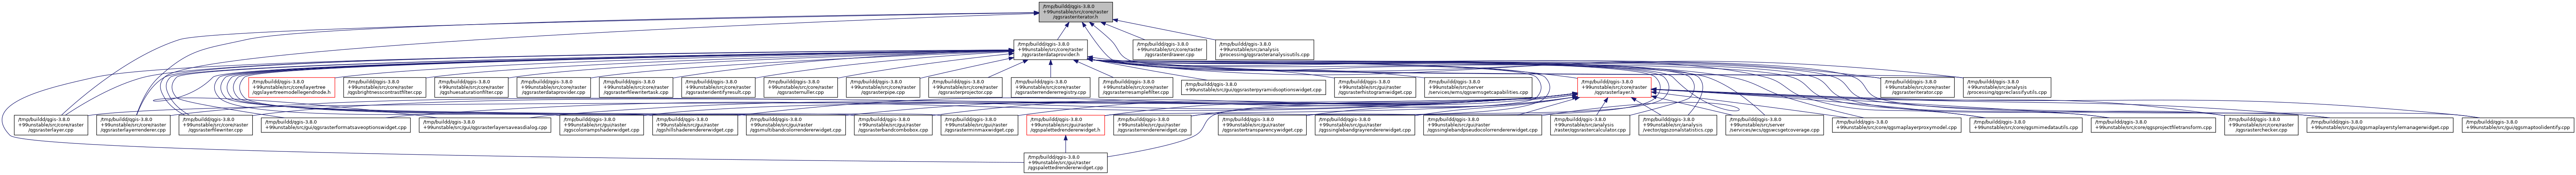 /tmp/buildd/qgis-3.8.0
+99unstable/src/core/raster
/qgsrasteriterator.h
/tmp/buildd/qgis-3.8.0
+99unstable/src/core/raster
/qgsrasterdataprovider.h
/tmp/buildd/qgis-3.8.0
+99unstable/src/core/raster
/qgsrasterdrawer.cpp
/tmp/buildd/qgis-3.8.0
+99unstable/src/analysis
/processing/qgsrasteranalysisutils.cpp
/tmp/buildd/qgis-3.8.0
+99unstable/src/core/layertree
/qgslayertreemodellegendnode.h
/tmp/buildd/qgis-3.8.0
+99unstable/src/core/raster
/qgsbrightnesscontrastfilter.cpp
/tmp/buildd/qgis-3.8.0
+99unstable/src/core/raster
/qgshuesaturationfilter.cpp
/tmp/buildd/qgis-3.8.0
+99unstable/src/core/raster
/qgsrasterdataprovider.cpp
/tmp/buildd/qgis-3.8.0
+99unstable/src/core/raster
/qgsrasterfilewritertask.cpp
/tmp/buildd/qgis-3.8.0
+99unstable/src/core/raster
/qgsrasteridentifyresult.cpp
/tmp/buildd/qgis-3.8.0
+99unstable/src/core/raster
/qgsrasternuller.cpp
/tmp/buildd/qgis-3.8.0
+99unstable/src/core/raster
/qgsrasterpipe.cpp
/tmp/buildd/qgis-3.8.0
+99unstable/src/core/raster
/qgsrasterprojector.cpp
/tmp/buildd/qgis-3.8.0
+99unstable/src/core/raster
/qgsrasterrendererregistry.cpp
/tmp/buildd/qgis-3.8.0
+99unstable/src/core/raster
/qgsrasterresamplefilter.cpp
/tmp/buildd/qgis-3.8.0
+99unstable/src/gui/qgsrasterpyramidsoptionswidget.cpp
/tmp/buildd/qgis-3.8.0
+99unstable/src/gui/raster
/qgsrasterhistogramwidget.cpp
/tmp/buildd/qgis-3.8.0
+99unstable/src/server
/services/wms/qgswmsgetcapabilities.cpp
/tmp/buildd/qgis-3.8.0
+99unstable/src/core/raster
/qgsrasterlayer.h
/tmp/buildd/qgis-3.8.0
+99unstable/src/core/raster
/qgsrasteriterator.cpp
/tmp/buildd/qgis-3.8.0
+99unstable/src/analysis
/processing/qgsreclassifyutils.cpp
/tmp/buildd/qgis-3.8.0
+99unstable/src/core/raster
/qgsrasterlayer.cpp
/tmp/buildd/qgis-3.8.0
+99unstable/src/core/raster
/qgsrasterlayerrenderer.cpp
/tmp/buildd/qgis-3.8.0
+99unstable/src/core/raster
/qgsrasterfilewriter.cpp
/tmp/buildd/qgis-3.8.0
+99unstable/src/gui/qgsrasterformatsaveoptionswidget.cpp
/tmp/buildd/qgis-3.8.0
+99unstable/src/gui/qgsrasterlayersaveasdialog.cpp
/tmp/buildd/qgis-3.8.0
+99unstable/src/gui/raster
/qgscolorrampshaderwidget.cpp
/tmp/buildd/qgis-3.8.0
+99unstable/src/gui/raster
/qgshillshaderendererwidget.cpp
/tmp/buildd/qgis-3.8.0
+99unstable/src/gui/raster
/qgsmultibandcolorrendererwidget.cpp
/tmp/buildd/qgis-3.8.0
+99unstable/src/gui/raster
/qgsrasterbandcombobox.cpp
/tmp/buildd/qgis-3.8.0
+99unstable/src/gui/raster
/qgsrasterminmaxwidget.cpp
/tmp/buildd/qgis-3.8.0
+99unstable/src/gui/raster
/qgspalettedrendererwidget.h
/tmp/buildd/qgis-3.8.0
+99unstable/src/gui/raster
/qgsrasterrendererwidget.cpp
/tmp/buildd/qgis-3.8.0
+99unstable/src/gui/raster
/qgsrastertransparencywidget.cpp
/tmp/buildd/qgis-3.8.0
+99unstable/src/gui/raster
/qgssinglebandgrayrendererwidget.cpp
/tmp/buildd/qgis-3.8.0
+99unstable/src/gui/raster
/qgssinglebandpseudocolorrendererwidget.cpp
/tmp/buildd/qgis-3.8.0
+99unstable/src/analysis
/raster/qgsrastercalculator.cpp
/tmp/buildd/qgis-3.8.0
+99unstable/src/analysis
/vector/qgszonalstatistics.cpp
/tmp/buildd/qgis-3.8.0
+99unstable/src/server
/services/wcs/qgswcsgetcoverage.cpp
/tmp/buildd/qgis-3.8.0
+99unstable/src/core/qgsmaplayerproxymodel.cpp
/tmp/buildd/qgis-3.8.0
+99unstable/src/core/qgsmimedatautils.cpp
/tmp/buildd/qgis-3.8.0
+99unstable/src/core/qgsprojectfiletransform.cpp
/tmp/buildd/qgis-3.8.0
+99unstable/src/core/raster
/qgsrasterchecker.cpp
/tmp/buildd/qgis-3.8.0
+99unstable/src/gui/qgsmaplayerstylemanagerwidget.cpp
/tmp/buildd/qgis-3.8.0
+99unstable/src/gui/qgsmaptoolidentify.cpp
/tmp/buildd/qgis-3.8.0
+99unstable/src/gui/raster
/qgspalettedrendererwidget.cpp